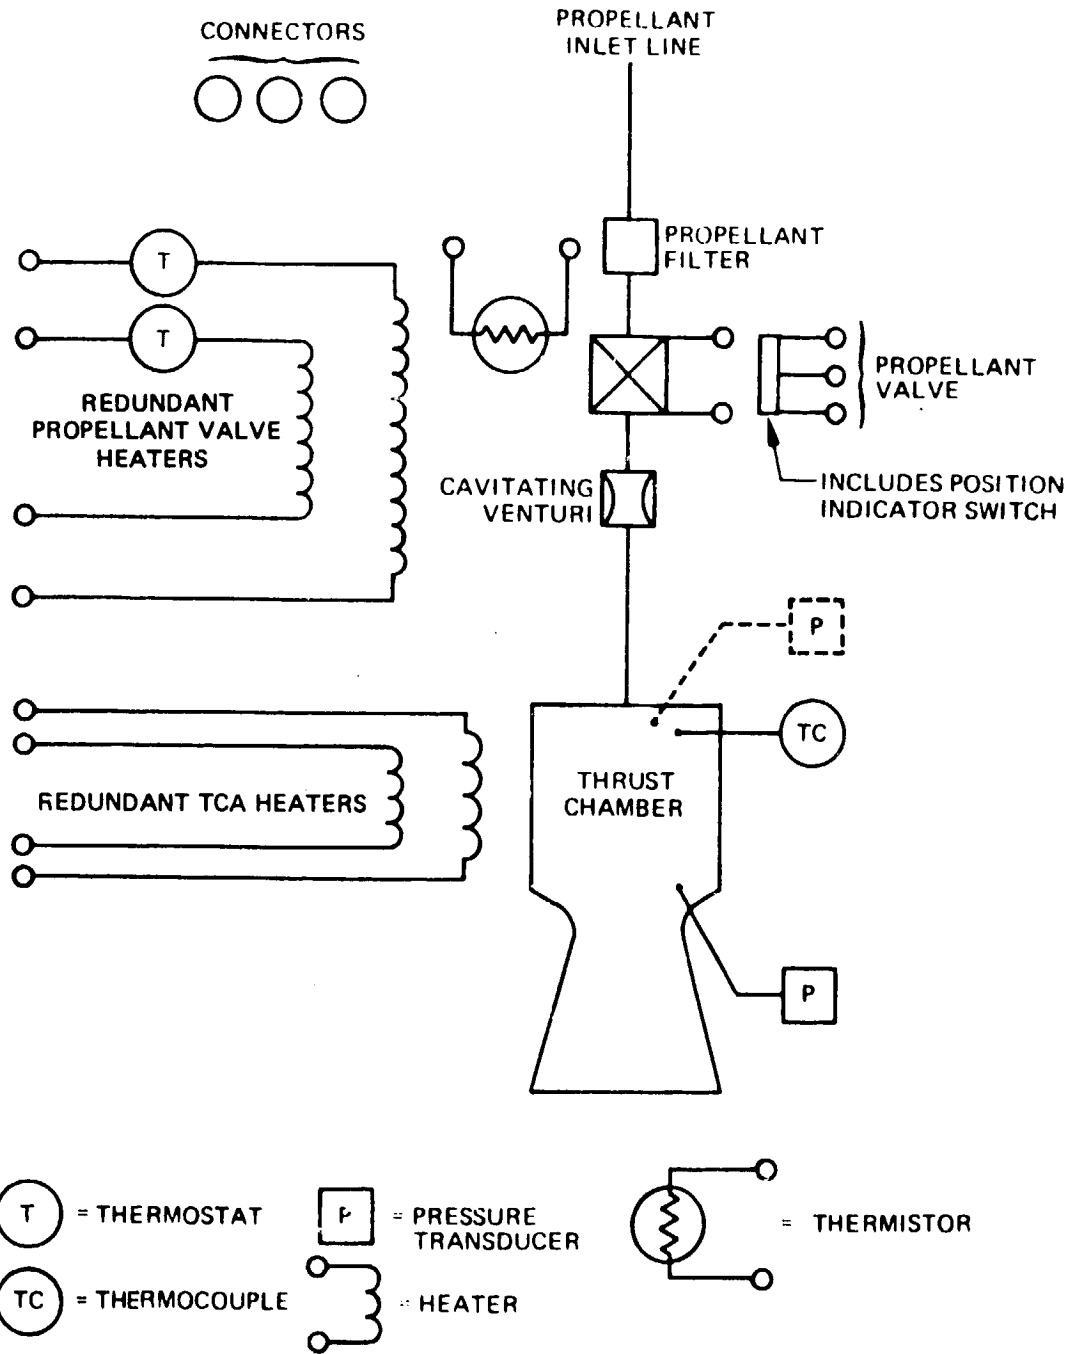 CONNECTORS
PROPELLANT
INLET LINE
T
PROPELLANT
FILTER
T
REDUNDANT
PROPELLANT VALVE
HEATERS
PROPELLANT
VALVE
CAVITATING
VENTURI
INCLUDES POSITION
INDICATOR SWITCH
P
TC
THRUST
CHAMBER
REDUNDANT TCA HEATERS
P
T = THERMOSTAT
P = PRESSURE
TRANSDUCER
= THERMISTOR
TC = THERMOCOUPLE
= HEATER